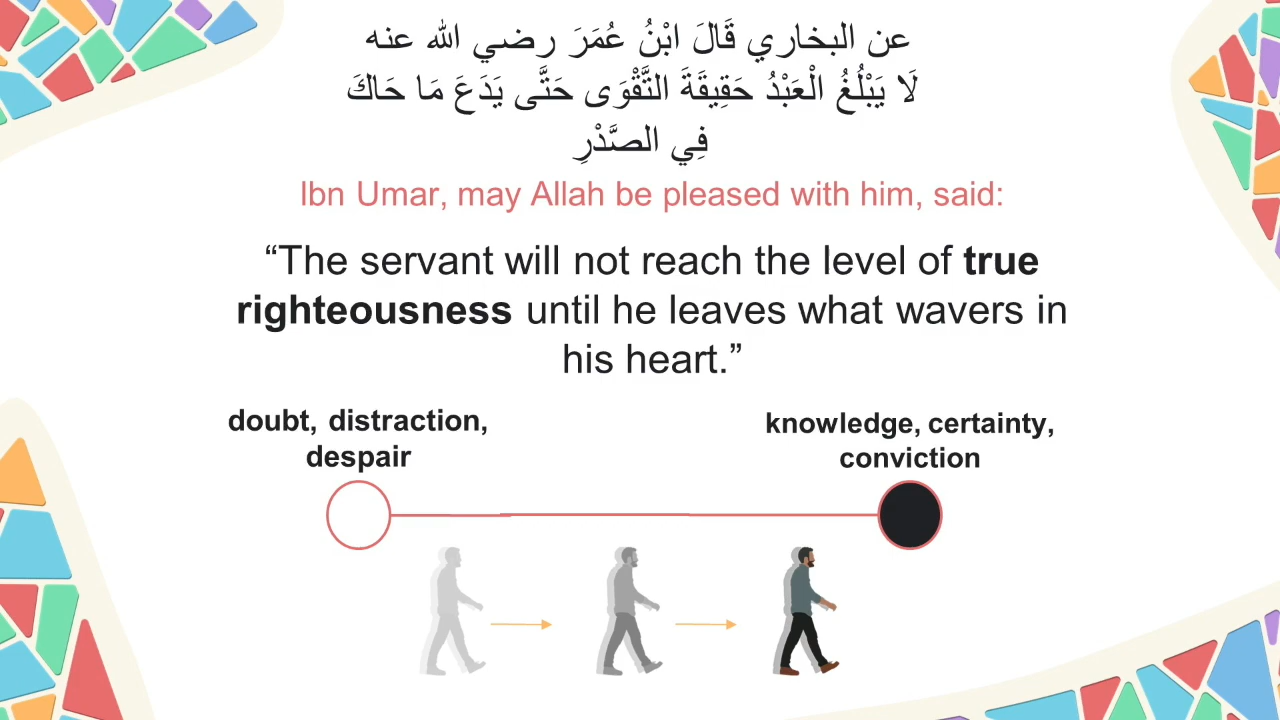 عن البخاري قَالَ ابْنُ عُمَرَ رضي الله عنه
لَا يَبْلُغُ الْعَبْدُ حَقِيقَةَ التَّقْوَى حَتَّى يَدَعَ مَا حَاكَ
فِي الصَّدْرِ
Ibn Umar, may Allah be pleased with him, said:
“The servant will not reach the level of true
righteousness until he leaves what wavers in
his heart.”
doubt, distraction,
despair
knowledge, certainty,
conviction